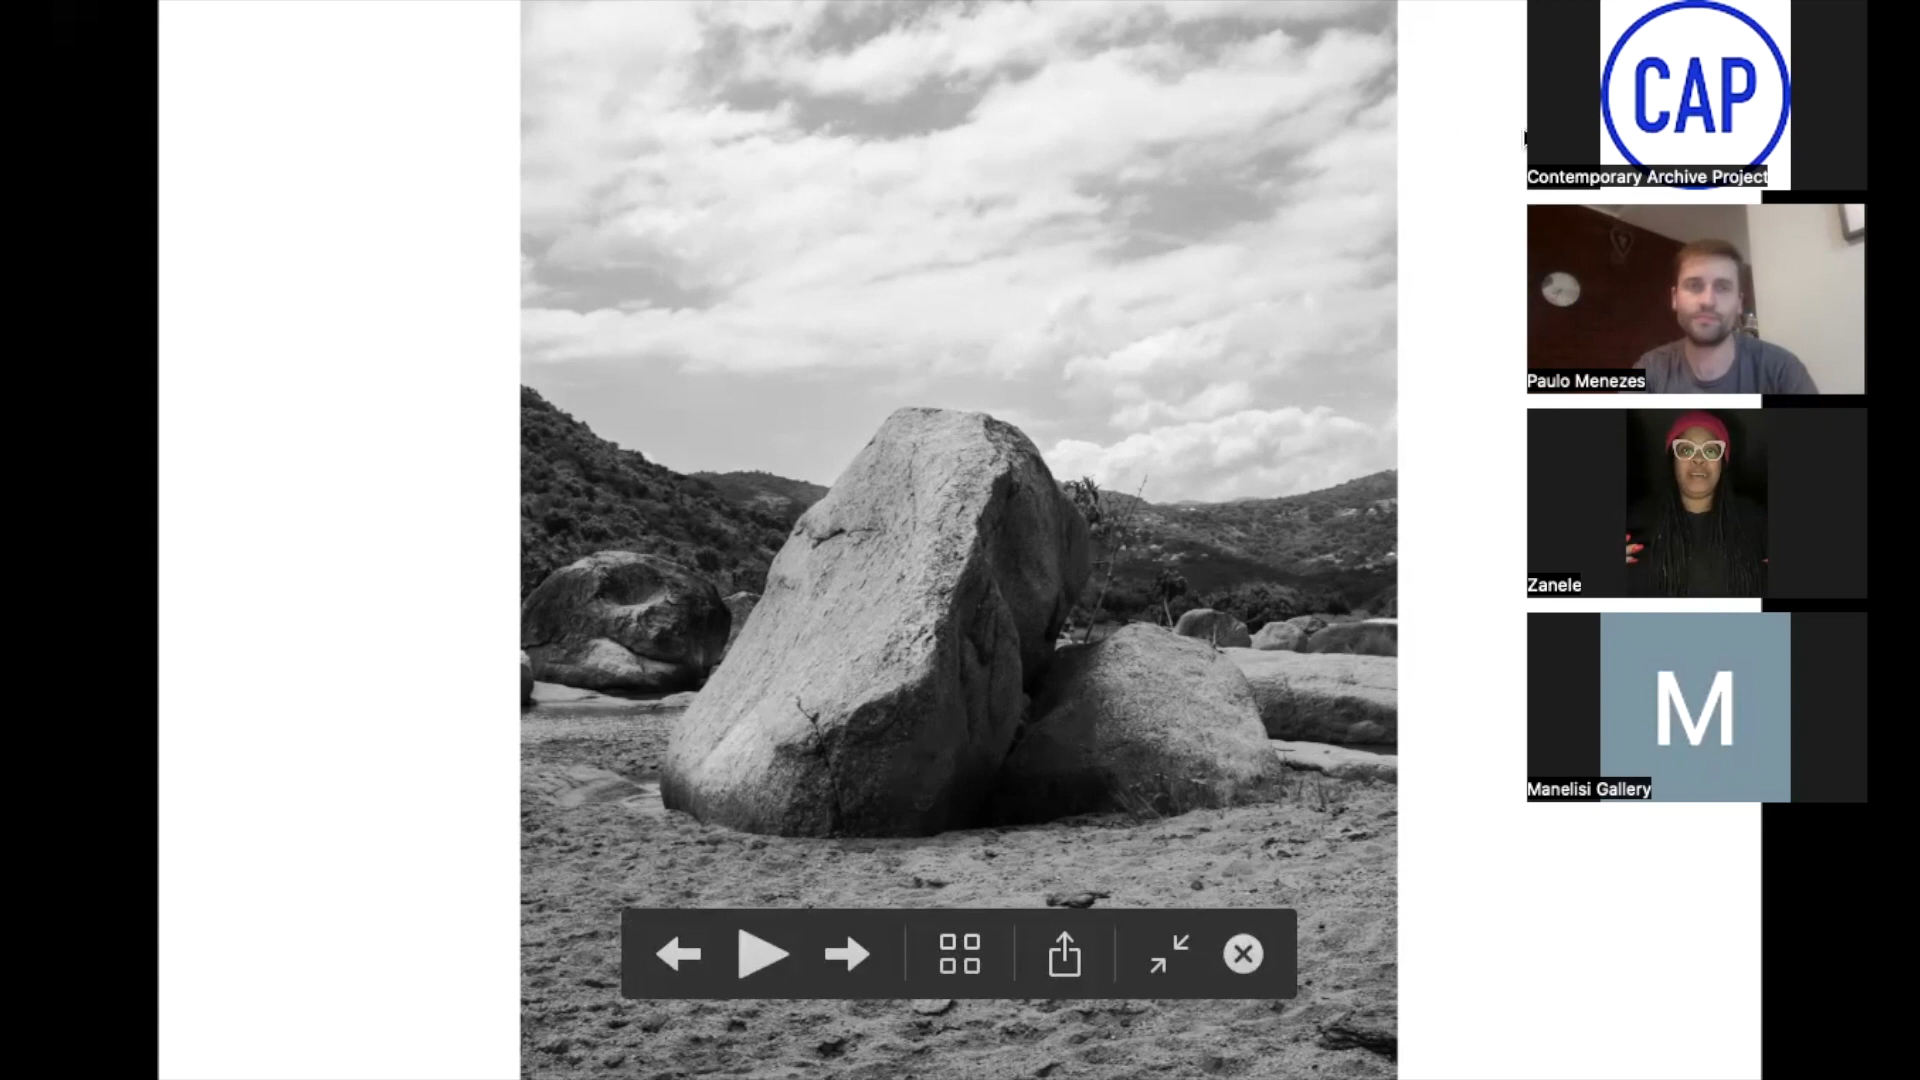 CAP
Contemporary Archive Project
Paulo Menezes
Zanele
M
Manelisi Gallery